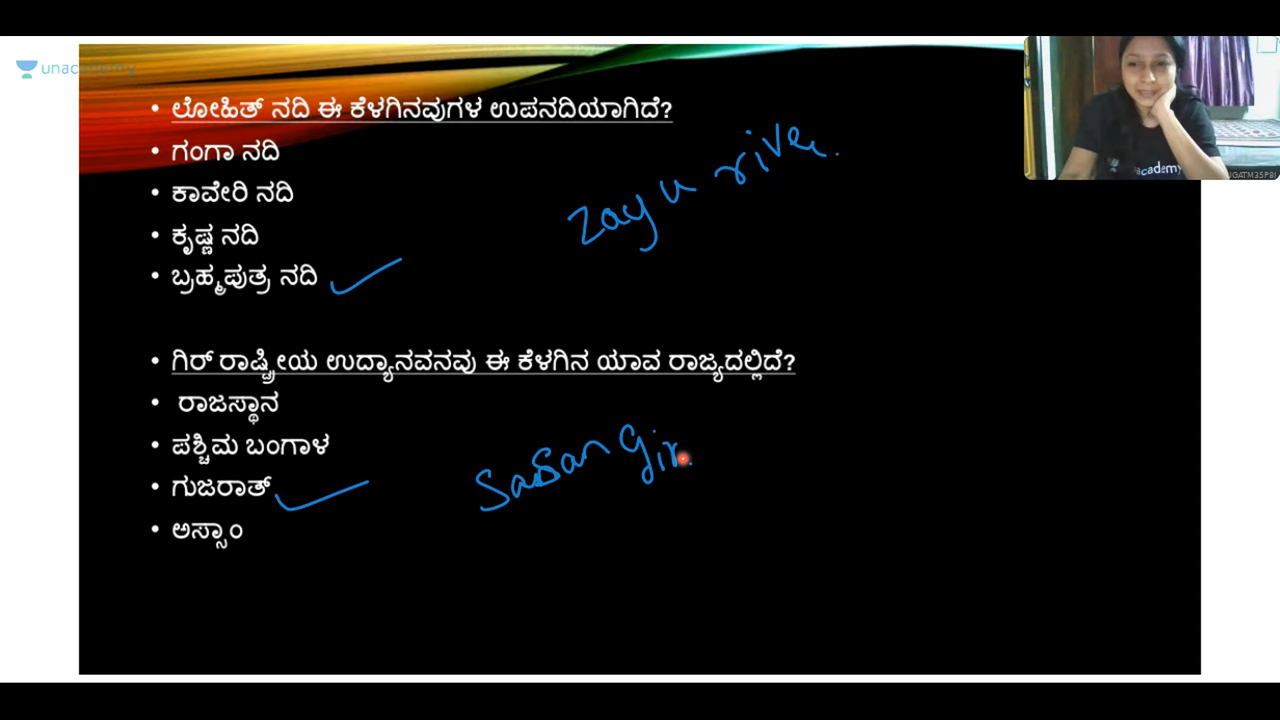 unacademy
ಲೋಹಿತ್ ನದಿ ಈ ಕೆಳಗಿನವುಗಳ ಉಪನದಿಯಾಗಿದೆ?
ಗಂಗಾ ನದಿ
ಕಾವೇರಿ ನದಿ
ಕೃಷ್ಣ ನದಿ
ಬ್ರಹ್ಮಪುತ್ರ ನದಿ
zayu river.
ಗಿರ್ ರಾಷ್ಟ್ರೀಯ ಉದ್ಯಾನವನವು ಈ ಕೆಳಗಿನ ಯಾವ ರಾಜ್ಯದಲ್ಲಿದೆ?
ರಾಜಸ್ಥಾನ
ಪಶ್ಚಿಮ ಬಂಗಾಳ
ಗುಜರಾತ್
ಅಸ್ಸಾಂ
Sasan Gir
unacademy